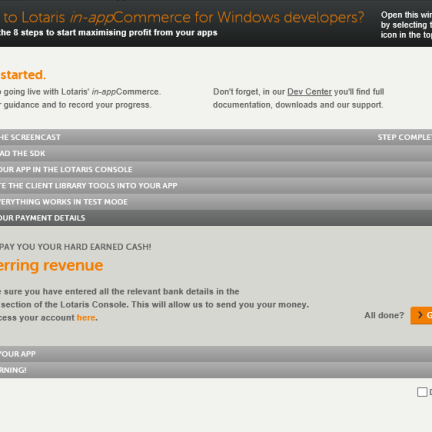 to Lotaris in-appCommerce for Windows developers?
the 8 steps to start maximising profit from your apps
Open this win
by selecting t
icon in the top
started.
going live with Lotaris' in-appCommerce.
guidance and to record your progress.
Don't forget, in our Dev Center you'll find full
documentation, downloads and our support.
HE SCREENCAST
STEP COMPLE
AD THE SDK
OUR APP IN THE LOTARIS CONSOLE
TE THE CLIENT LIBRARY TOOLS INTO YOUR APP
VERYTHING WORKS IN TEST MODE
OUR PAYMENT DETAILS
PAY YOU YOUR HARD EARNED CASH!
erring revenue
e sure you have entered all the relevant bank details in the
section of the Lotaris Console. This will allow us to send you your money.
cess your account here.
All done?
> G
YOUR APP
RNING!